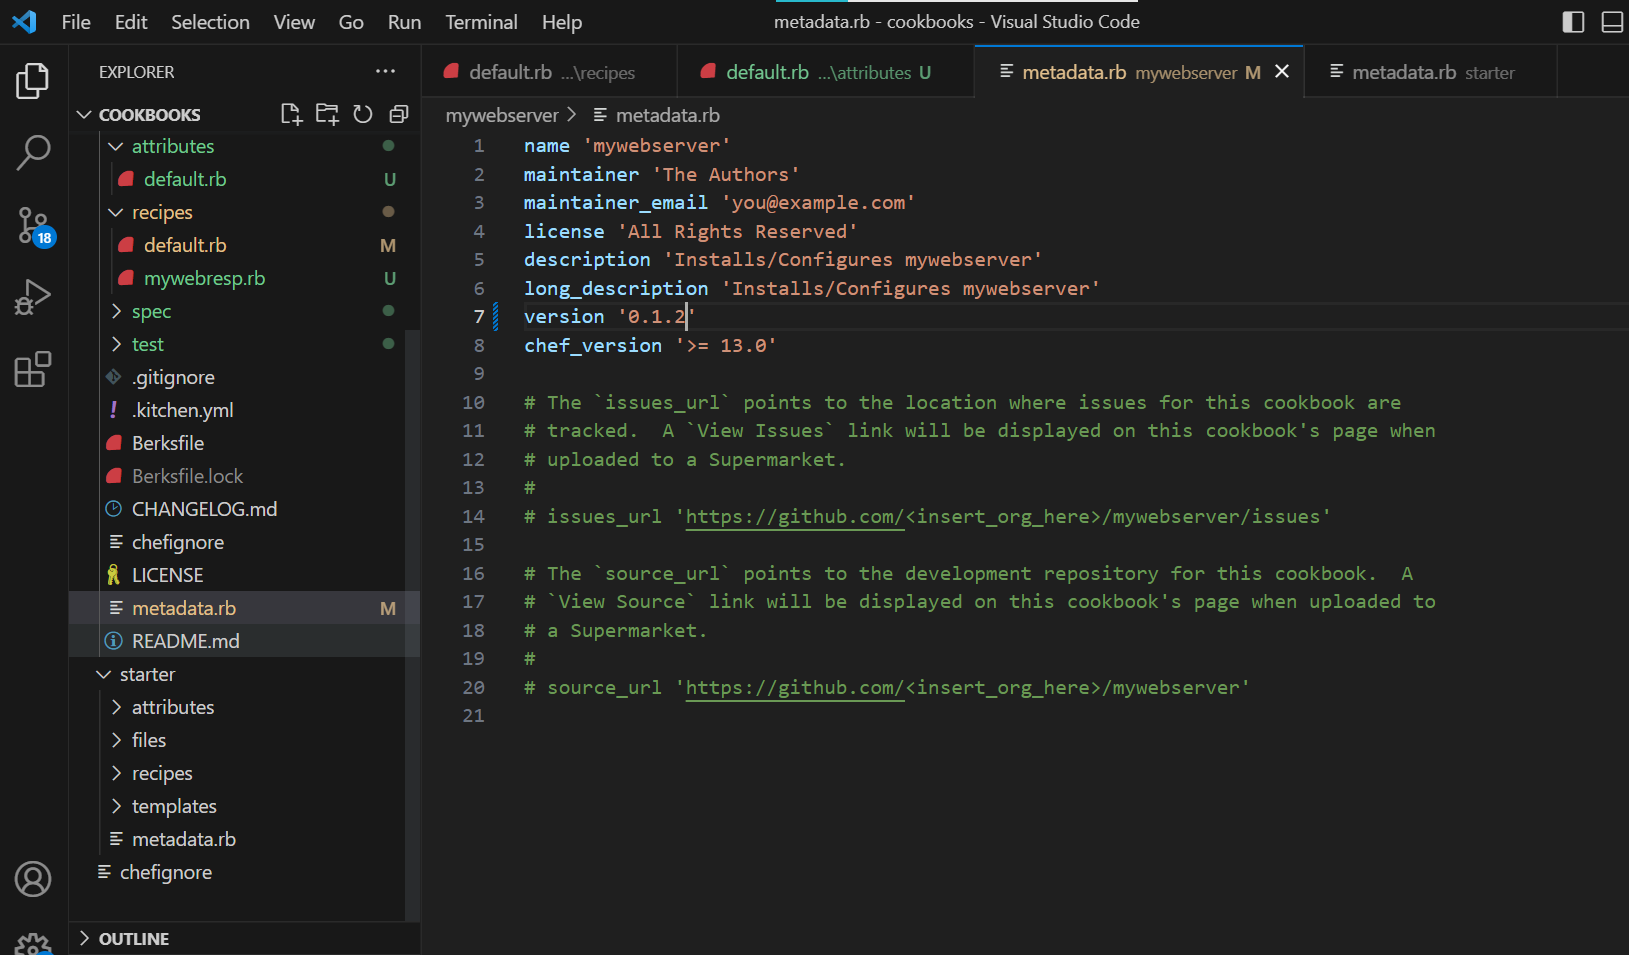 File Edit Selection View Go Run Terminal Help
metadata.rb - cookbooks - Visual Studio Code
EXPLORER ...
default.rb ...\recipes
default.rb ...\attributes U
metadata.rb mywebserver M
metadata.rb starter
COOKBOOKS
attributes
default.rb U
recipes
default.rb M
mywebresp.rb U
spec
test
.gitignore
! .kitchen.yml
Berksfile
Berksfile.lock
CHANGELOG.md
chefignore
LICENSE
metadata.rb M
README.md
starter
attributes
files
recipes
templates
metadata.rb
chefignore
OUTLINE
18
mywebserver > metadata.rb
1 name 'mywebserver'
2 maintainer 'The Authors'
3 maintainer_email 'you@example.com'
4 license 'All Rights Reserved'
5 description 'Installs/Configures mywebserver'
6 long_description 'Installs/Configures mywebserver'
7 version '0.1.2'
8 chef_version '>= 13.0'
9
10 # The `issues_url` points to the location where issues for this cookbook are
11 # tracked.  A `View Issues` link will be displayed on this cookbook's page when
12 # uploaded to a Supermarket.
13 #
14 # issues_url 'https://github.com/<insert_org_here>/mywebserver/issues'
15
16 # The `source_url` points to the development repository for this cookbook.  A
17 # `View Source` link will be displayed on this cookbook's page when uploaded to
18 # a Supermarket.
19 #
20 # source_url 'https://github.com/<insert_org_here>/mywebserver'
21